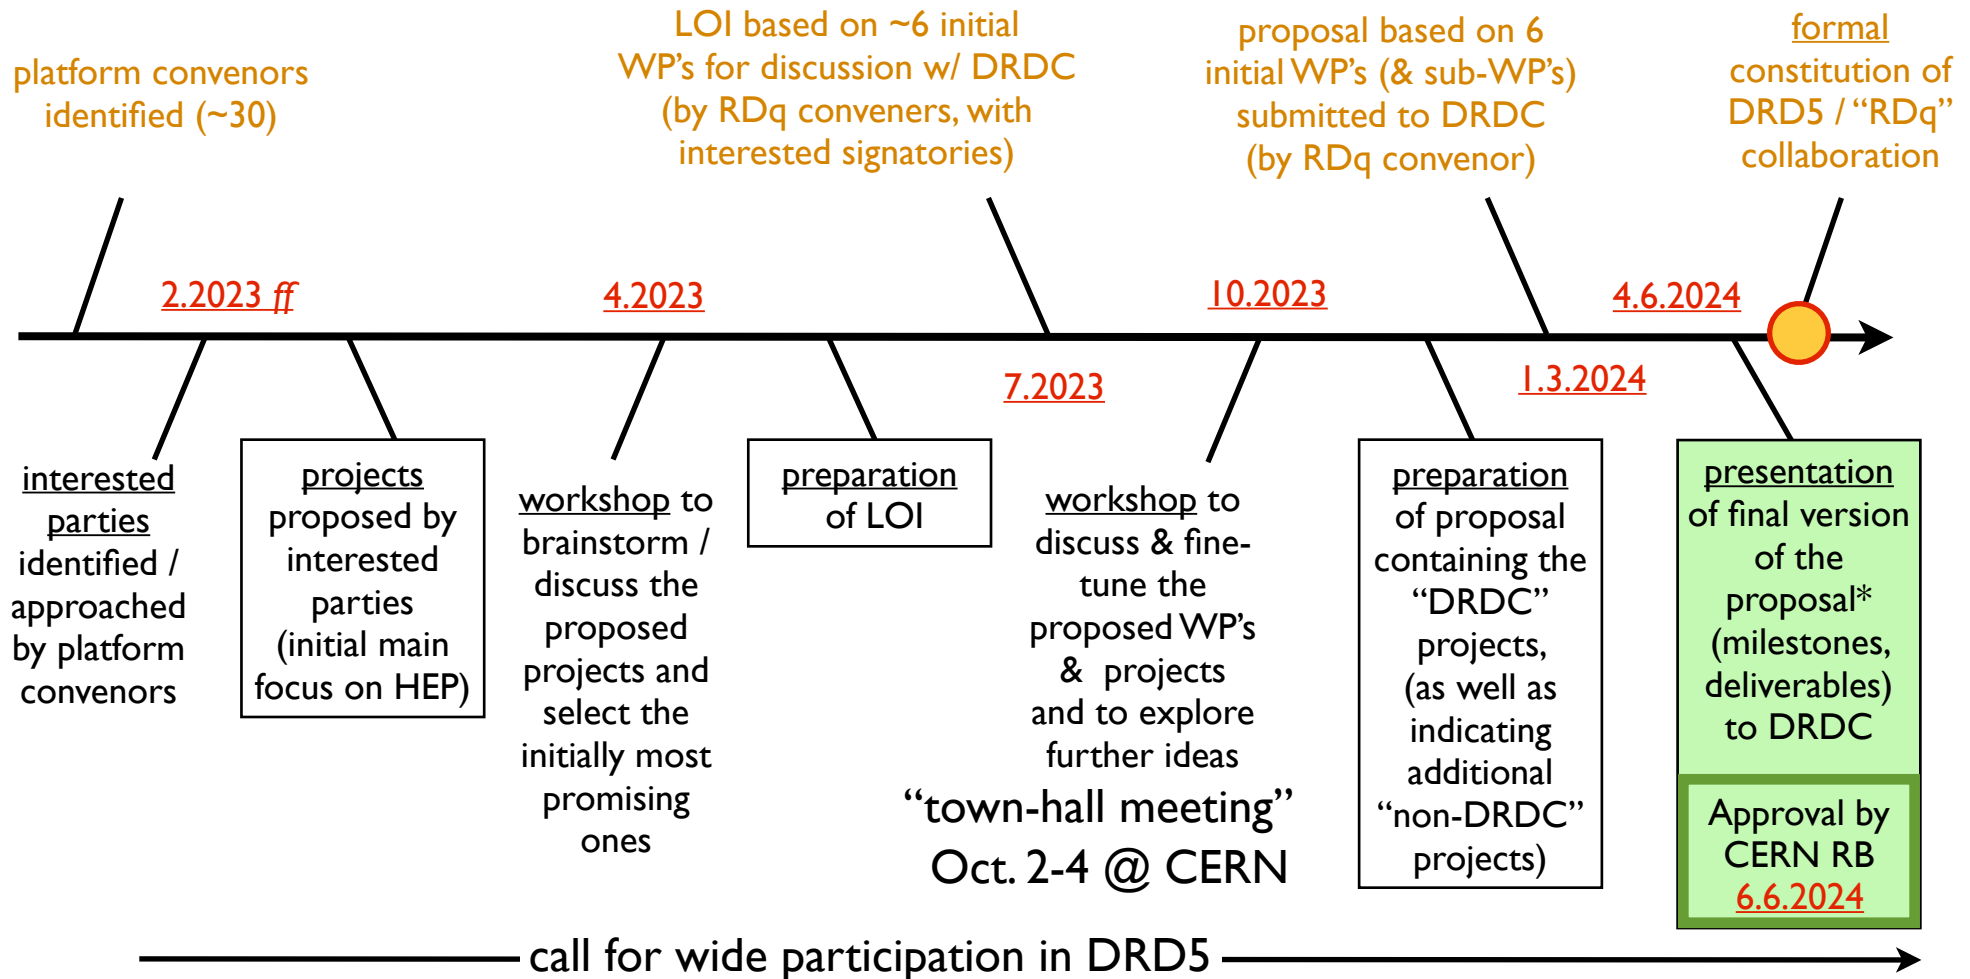 platform convenors
identified (~30)
LOI based on ~6 initial
WP's for discussion w/ DRDC
(by RDq conveners, with
interested signatories)
proposal based on 6
initial WP's (& sub-WP's)
submitted to DRDC
(by RDq convenor)
formal
constitution of
DRD5 / “RDq”
collaboration
2.2023 ff
4.2023
10.2023
4.6.2024
7.2023
1.3.2024
interested
parties
identified /
approached
by platform
convenors
projects
proposed by
interested
parties
(initial main
focus on HEP)
workshop to
brainstorm /
discuss the
proposed
projects and
select the
initially most
promising
ones
preparation
of LOI
workshop to
discuss & fine-
tune the
proposed WP's
& projects
and to explore
further ideas
“town-hall meeting”
Oct. 2-4 @ CERN
preparation
of proposal
containing the
“DRDC”
projects,
(as well as
indicating
additional
“non-DRDC”
projects)
presentation
of final version
of the
proposal*
(milestones,
deliverables)
to DRDC
Approval by
CERN RB
6.6.2024
call for wide participation in DRD5